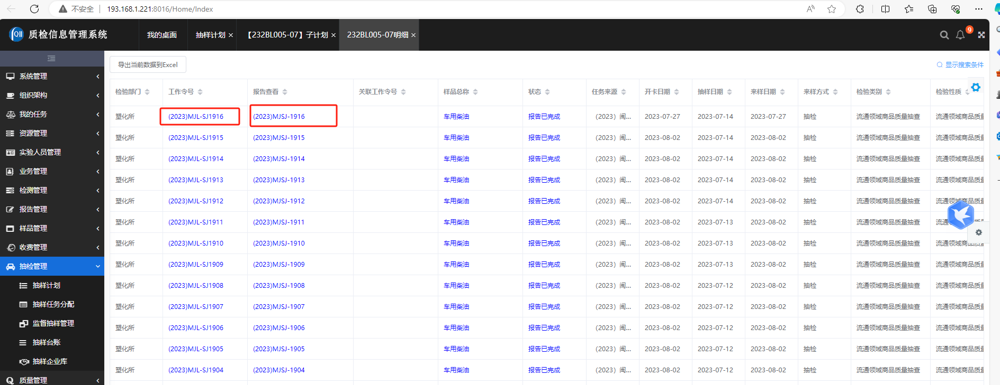 不安全 193.168.1.221:8016/Home/Index
质检信息管理系统 我的桌面 抽样计划 × 【232BL005-07】子计划 × 232BL005-07明细 × 9
导出当前数据到Excel 显示搜索条件
系统管理
组织架构
我的任务
资源管理
实验人员管理
业务管理
检测管理
报告管理
样品管理
收费管理
抽检管理
抽样计划
抽样任务分配
监督抽样管理
抽样台账
抽样企业库
质量管理
检验部门 工作令号 报告查看 关联工作令号 样品总称 状态 任务来源 开卡日期 抽样日期 来样日期 来样方式 检验类别 检验性质
塑化所 (2023)MJL-SJ1916 (2023)MJSJ-1916 车用柴油 报告已完成 （2023）闽... 2023-07-27 2023-07-14 2023-07-27 抽检 流通领域商品质量抽查 流通领域商品质量
塑化所 (2023)MJL-SJ1915 (2023)MJSJ-1915 车用柴油 报告已完成 （2023）闽... 2023-08-02 2023-07-14 2023-08-02 抽检 流通领域商品质量抽查 流通领域商品质量
塑化所 (2023)MJL-SJ1914 (2023)MJSJ-1914 车用柴油 报告已完成 （2023）闽... 2023-08-02 2023-07-14 2023-08-02 抽检 流通领域商品质量抽查 流通领域商品质量
塑化所 (2023)MJL-SJ1913 (2023)MJSJ-1913 车用柴油 报告已完成 （2023）闽... 2023-08-02 2023-07-14 2023-08-02 抽检 流通领域商品质量抽查 流通领域商品质量
塑化所 (2023)MJL-SJ1912 (2023)MJSJ-1912 车用柴油 报告已完成 （2023）闽... 2023-08-02 2023-07-14 2023-08-02 抽检 流通领域商品质量抽查 流通领域商品质量
塑化所 (2023)MJL-SJ1911 (2023)MJSJ-1911 车用柴油 报告已完成 （2023）闽... 2023-08-02 2023-07-13 2023-08-02 抽检 流通领域商品质量抽查 流通
塑化所 (2023)MJL-SJ1910 (2023)MJSJ-1910 车用柴油 报告已完成 （2023）闽... 2023-08-02 2023-07-13 2023-08-02 抽检 流通领域商品质量抽查 流通领域商品质量
塑化所 (2023)MJL-SJ1909 (2023)MJSJ-1909 车用柴油 报告已完成 （2023）闽... 2023-08-02 2023-07-13 2023-08-02 抽检 流通领域商品质量抽查 流通领域商品质量
塑化所 (2023)MJL-SJ1908 (2023)MJSJ-1908 车用柴油 报告已完成 （2023）闽... 2023-08-02 2023-07-12 2023-08-02 抽检 流通领域商品质量抽查 流通领域商品质量
塑化所 (2023)MJL-SJ1907 (2023)MJSJ-1907 车用柴油 报告已完成 （2023）闽... 2023-08-02 2023-07-12 2023-08-02 抽检 流通领域商品质量抽查 流通领域商品质量
塑化所 (2023)MJL-SJ1906 (2023)MJSJ-1906 车用柴油 报告已完成 （2023）闽... 2023-08-02 2023-07-12 2023-08-02 抽检 流通领域商品质量抽查 流通领域商品质量
塑化所 (2023)MJL-SJ1905 (2023)MJSJ-1905 车用柴油 报告已完成 （2023）闽... 2023-08-02 2023-07-12 2023-08-02 抽检 流通领域商品质量抽查 流通领域商品质量
塑化所 (2023)MJL-SJ1904 (2023)MJSJ-1904 车用柴油 报告已完成 （2023）闽... 2023-08-02 2023-07-12 2023-08-02 抽检 流通领域商品质量抽查 流通领域商品质量